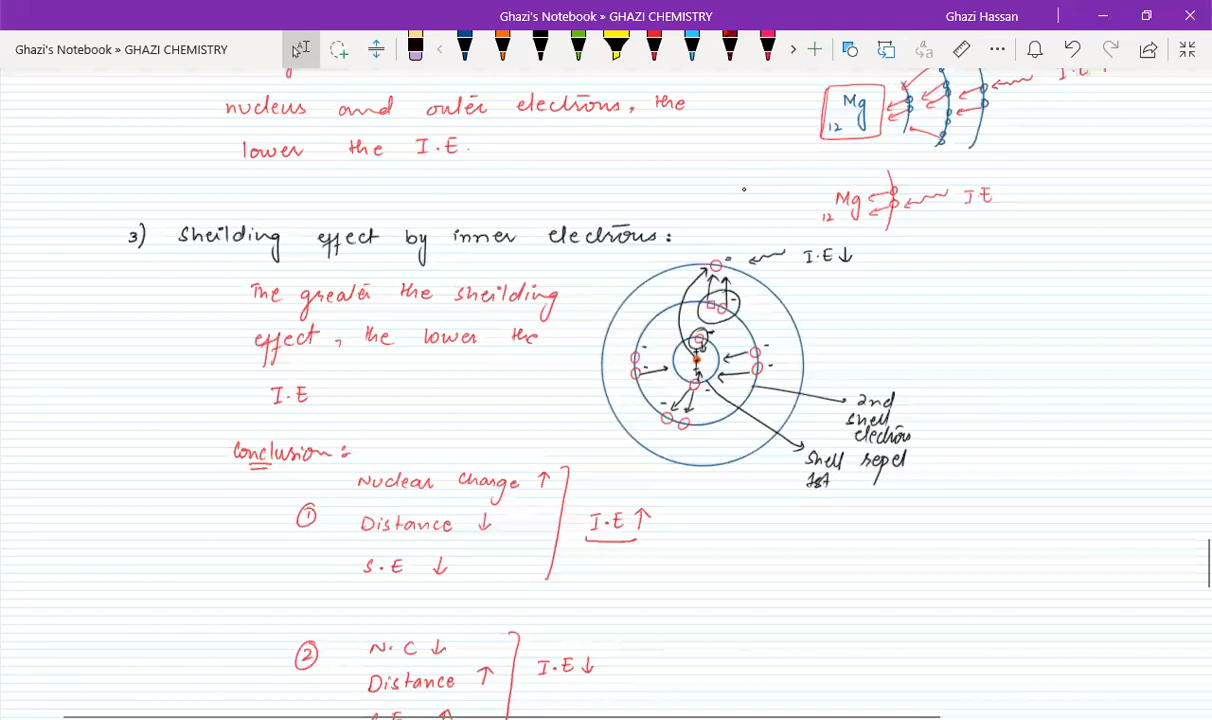 Ghazi's Notebook » GHAZI CHEMISTRY
Ghazi Hassan
Ghazi's Notebook » GHAZI CHEMISTRY
nucleus and outer electrons, the
lower the I.E.
Mg
12
Mg
12
I.E
3) Sheilding effect by inner electrons:
I.E↓
The greater the sheilding
effect, the lower the
I.E
2nd
shell
electrons
shell repel
1st
Conclusion:
① Nuclear charge ↑
Distance ↓
S.E ↓
I.E ↑
② N.C ↓
Distance ↑
S.E ↑
I.E ↓